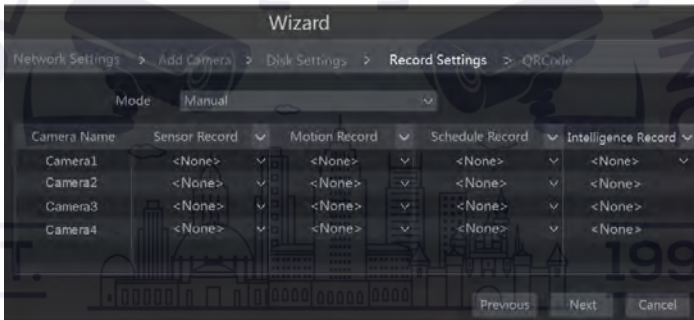 Wizard
Network Settings > Add Camera > Disk Settings > Record Settings > QRCode
Mode Manual
Camera Name Sensor Record Motion Record Schedule Record Intelligence Record
Camera1 <None> <None> <None> <None>
Camera2 <None> <None> <None> <None>
Camera3 <None> <None> <None> <None>
Camera4 <None> <None> <None> <None>
T. 199
Previous Next Cancel